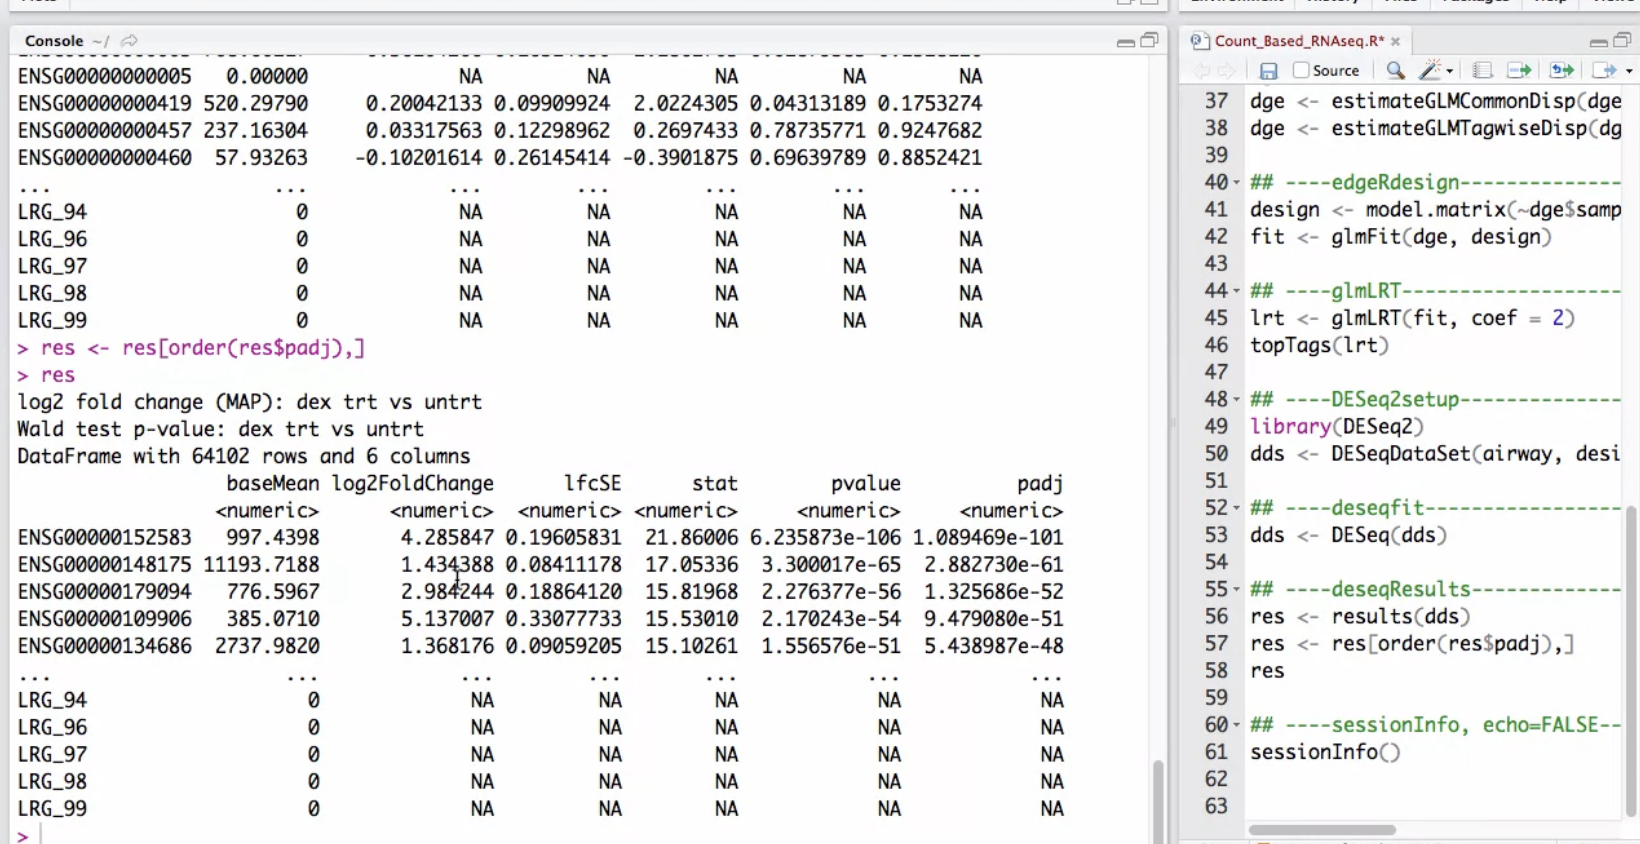 Console ~/
ENSG00000000005 0.00000 NA NA NA NA NA
ENSG00000000419 520.29790 0.20042133 0.09909924 2.0224305 0.04313189 0.1753274
ENSG00000000457 237.16304 0.03317563 0.12298962 0.2697433 0.78735771 0.9247682
ENSG00000000460 57.93263 -0.10201614 0.26145414 -0.3901875 0.69639789 0.8852421
... ... ... ... ... ... ...
LRG_94 0 NA NA NA NA NA
LRG_96 0 NA NA NA NA NA
LRG_97 0 NA NA NA NA NA
LRG_98 0 NA NA NA NA NA
LRG_99 0 NA NA NA NA NA
> res <- res[order(res$padj),]
> res
log2 fold change (MAP): dex trt vs untrt
Wald test p-value: dex trt vs untrt
DataFrame with 64102 rows and 6 columns
baseMean log2FoldChange lfcSE stat pvalue padj
<numeric> <numeric> <numeric> <numeric> <numeric> <numeric>
ENSG00000152583 997.4398 4.285847 0.19605831 21.86006 6.235873e-106 1.089469e-101
ENSG00000148175 11193.7188 1.434388 0.08411178 17.05336 3.300017e-65 2.882730e-61
ENSG00000179094 776.5967 2.984244 0.18864120 15.81968 2.276377e-56 1.325686e-52
ENSG00000109906 385.0710 5.137007 0.33077733 15.53010 2.170243e-54 9.479080e-51
ENSG00000134686 2737.9820 1.368176 0.09059205 15.10261 1.556576e-51 5.438987e-48
... ... ... ... ... ... ...
LRG_94 0 NA NA NA NA NA
LRG_96 0 NA NA NA NA NA
LRG_97 0 NA NA NA NA NA
LRG_98 0 NA NA NA NA NA
LRG_99 0 NA NA NA NA NA
>
Count_Based_RNAseq.R*
Source
37 dge <- estimateGLMCommonDisp(dge
38 dge <- estimateGLMTagwiseDisp(dg
39
40 ## ----edgeRdesign--------------
41 design <- model.matrix(~dge$samp
42 fit <- glmFit(dge, design)
43
44 ## ----glmLRT-------------------
45 lrt <- glmLRT(fit, coef = 2)
46 topTags(lrt)
47
48 ## ----DESeq2setup--------------
49 library(DESeq2)
50 dds <- DESeqDataSet(airway, desi
51
52 ## ----deseqfit-----------------
53 dds <- DESeq(dds)
54
55 ## ----deseqResults-------------
56 res <- results(dds)
57 res <- res[order(res$padj),]
58 res
59
60 ## ----sessionInfo, echo=FALSE--
61 sessionInfo()
62
63